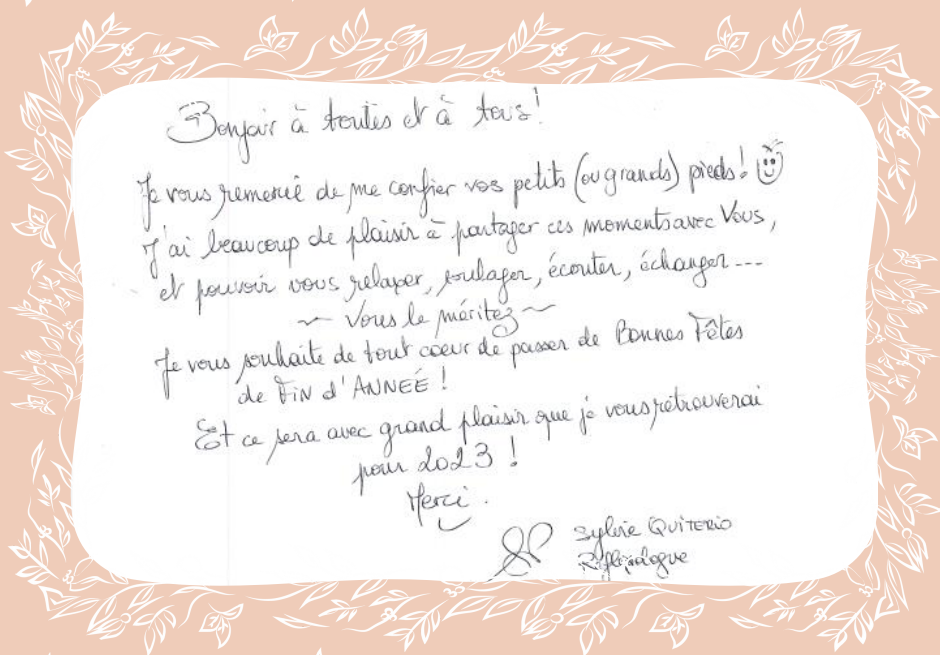 Bonjour à toutes et à tous!
Je vous remercie de me confier vos petits (ou grands) pieds!
J'ai beaucoup de plaisir à partager ces moments avec Vous,
et pouvoir vous relaxer, soulager, écouter, échanger ---
~ Vous le méritez ~
Je vous souhaite de tout coeur de passer de Bonnes Fêtes
de FiN d'ANNEÉ !
Et ce sera avec grand plaisir que je vous retrouverai
pour 2023 !
Merci.
Sylvie QUITERIO
Réflexologue